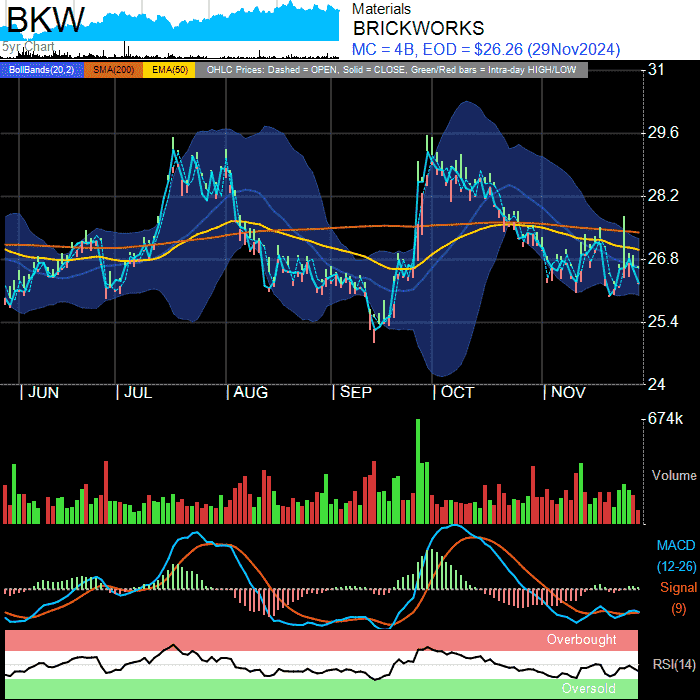 BKW
5yr Chart
Materials
BRICKWORKS
MC = 4B, EOD = $26.26 (29Nov2024)
BollBands(20,2) SMA(200) EMA(50) OHLC Prices: Dashed = OPEN, Solid = CLOSE, Green/Red bars = Intra-day HIGH/LOW
31
29.6
28.2
26.8
25.4
24
| JUN | JUL | AUG | SEP | OCT | NOV
674k
Volume
MACD
(12-26)
Signal
(9)
Overbought
RSI(14)
Oversold